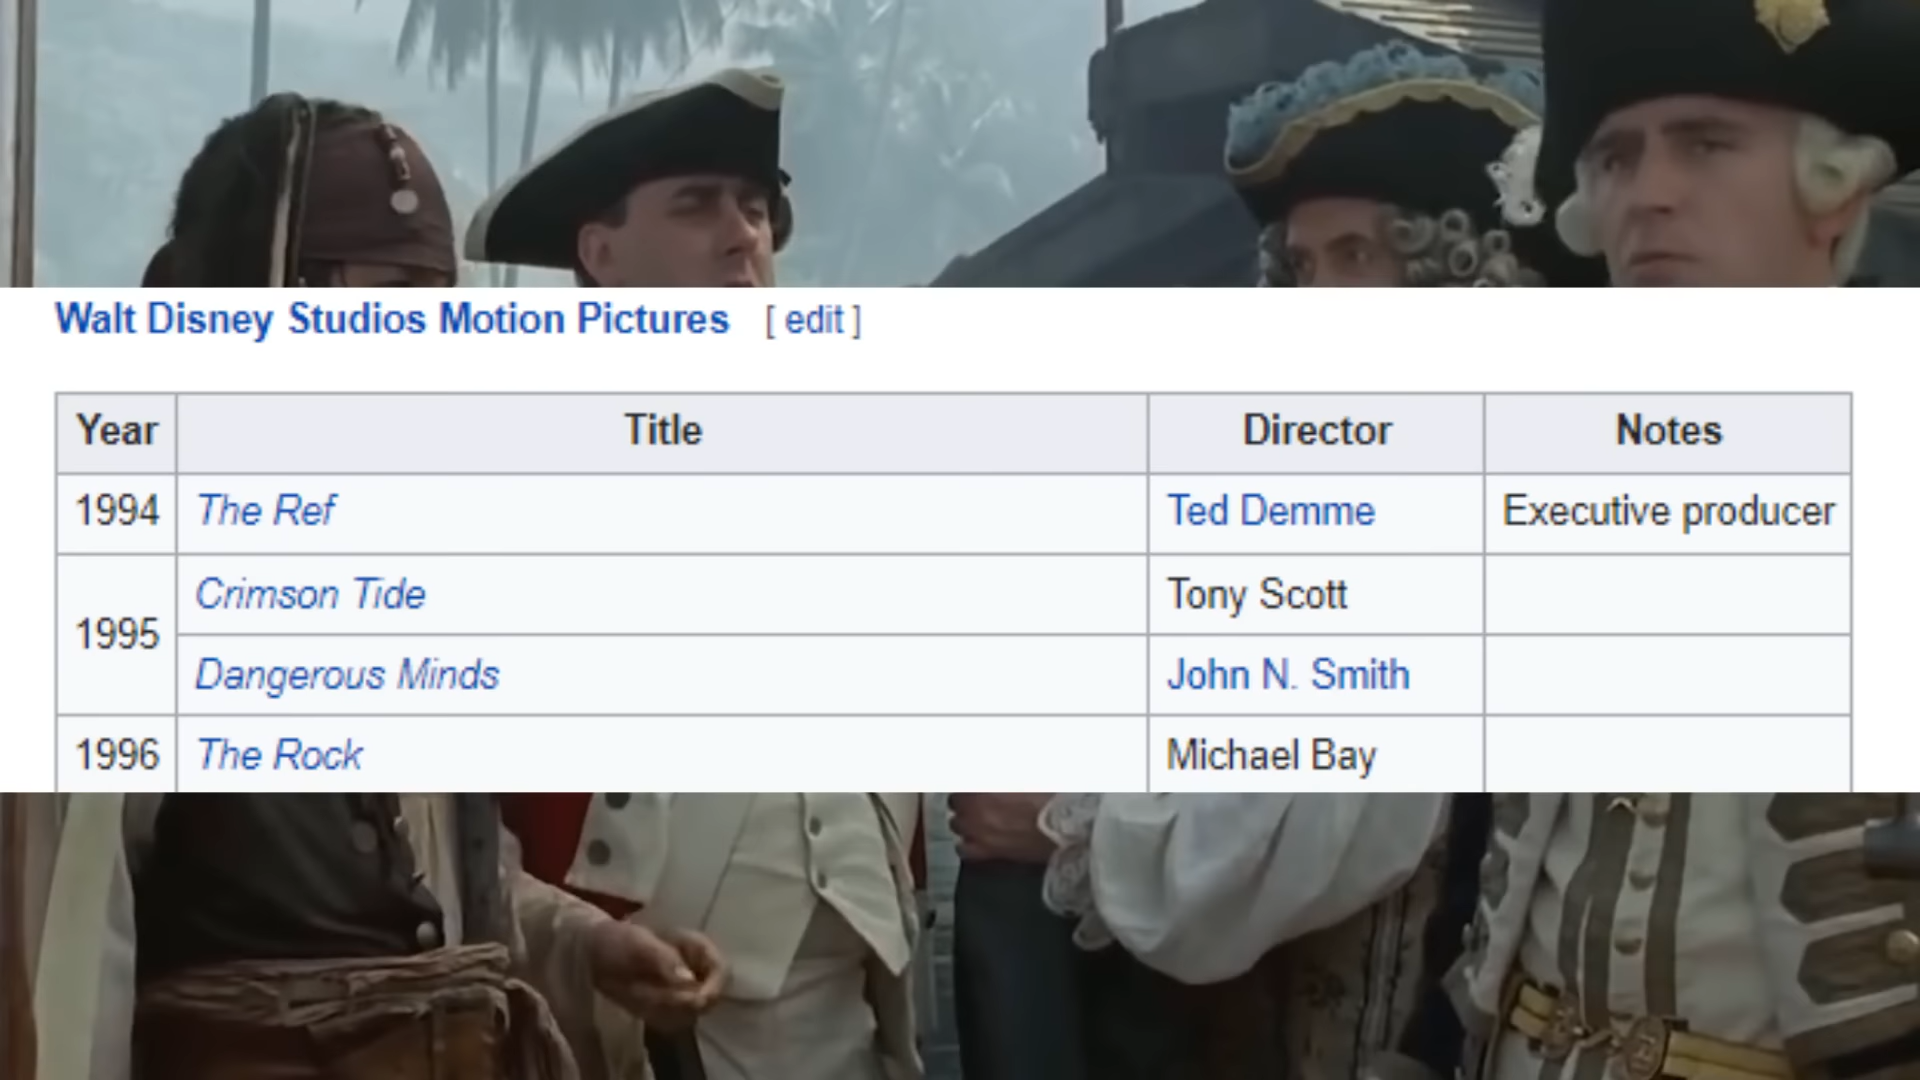 Walt Disney Studios Motion Pictures [ edit ]
Year Title Director Notes
1994 The Ref Ted Demme Executive producer
1995 Crimson Tide Tony Scott
Dangerous Minds John N. Smith
1996 The Rock Michael Bay